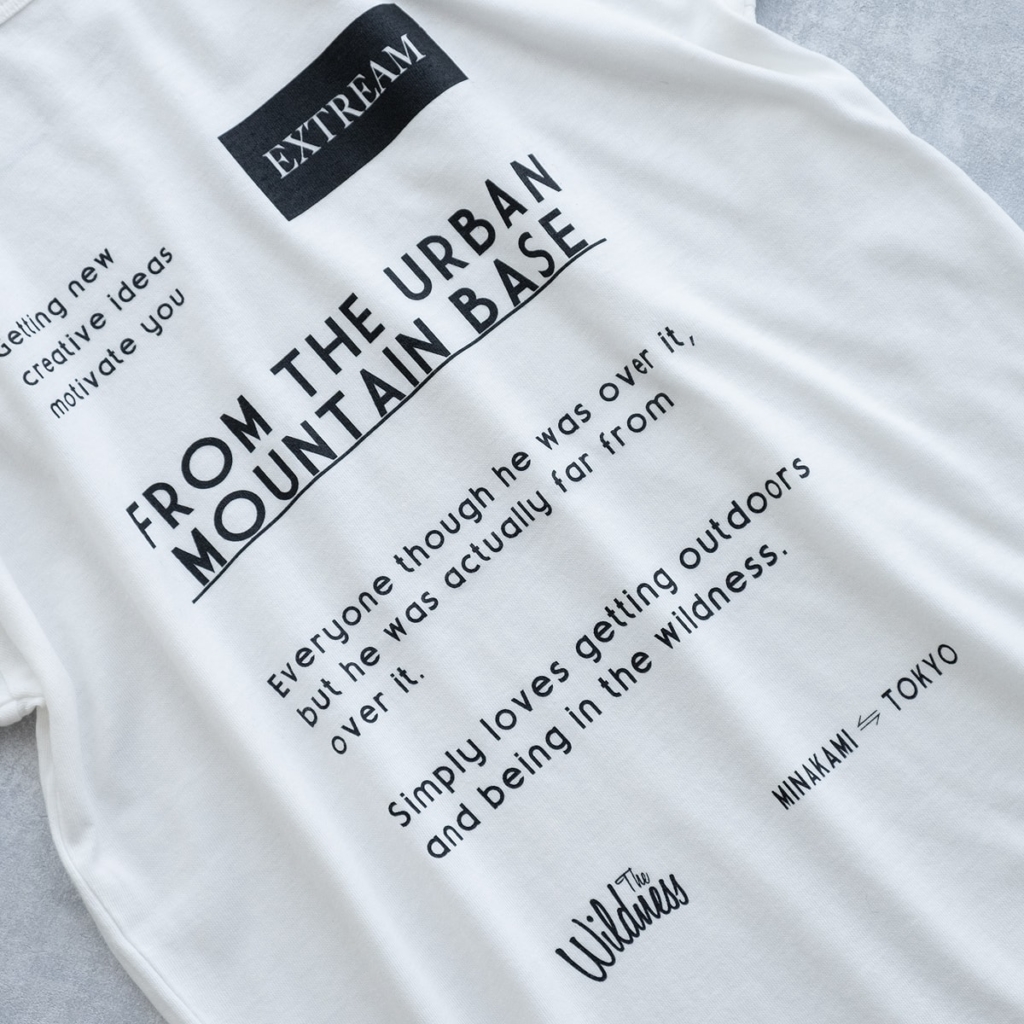 EXTREAM
Getting new
creative ideas
motivate you
FROM THE URBAN
MOUNTAIN BASE
Everyone though he was over it,
but he was actually far from
over it.
Simply loves getting outdoors
and being in the wildness.
MINAKAMI ⇋ TOKYO
The
Wildness